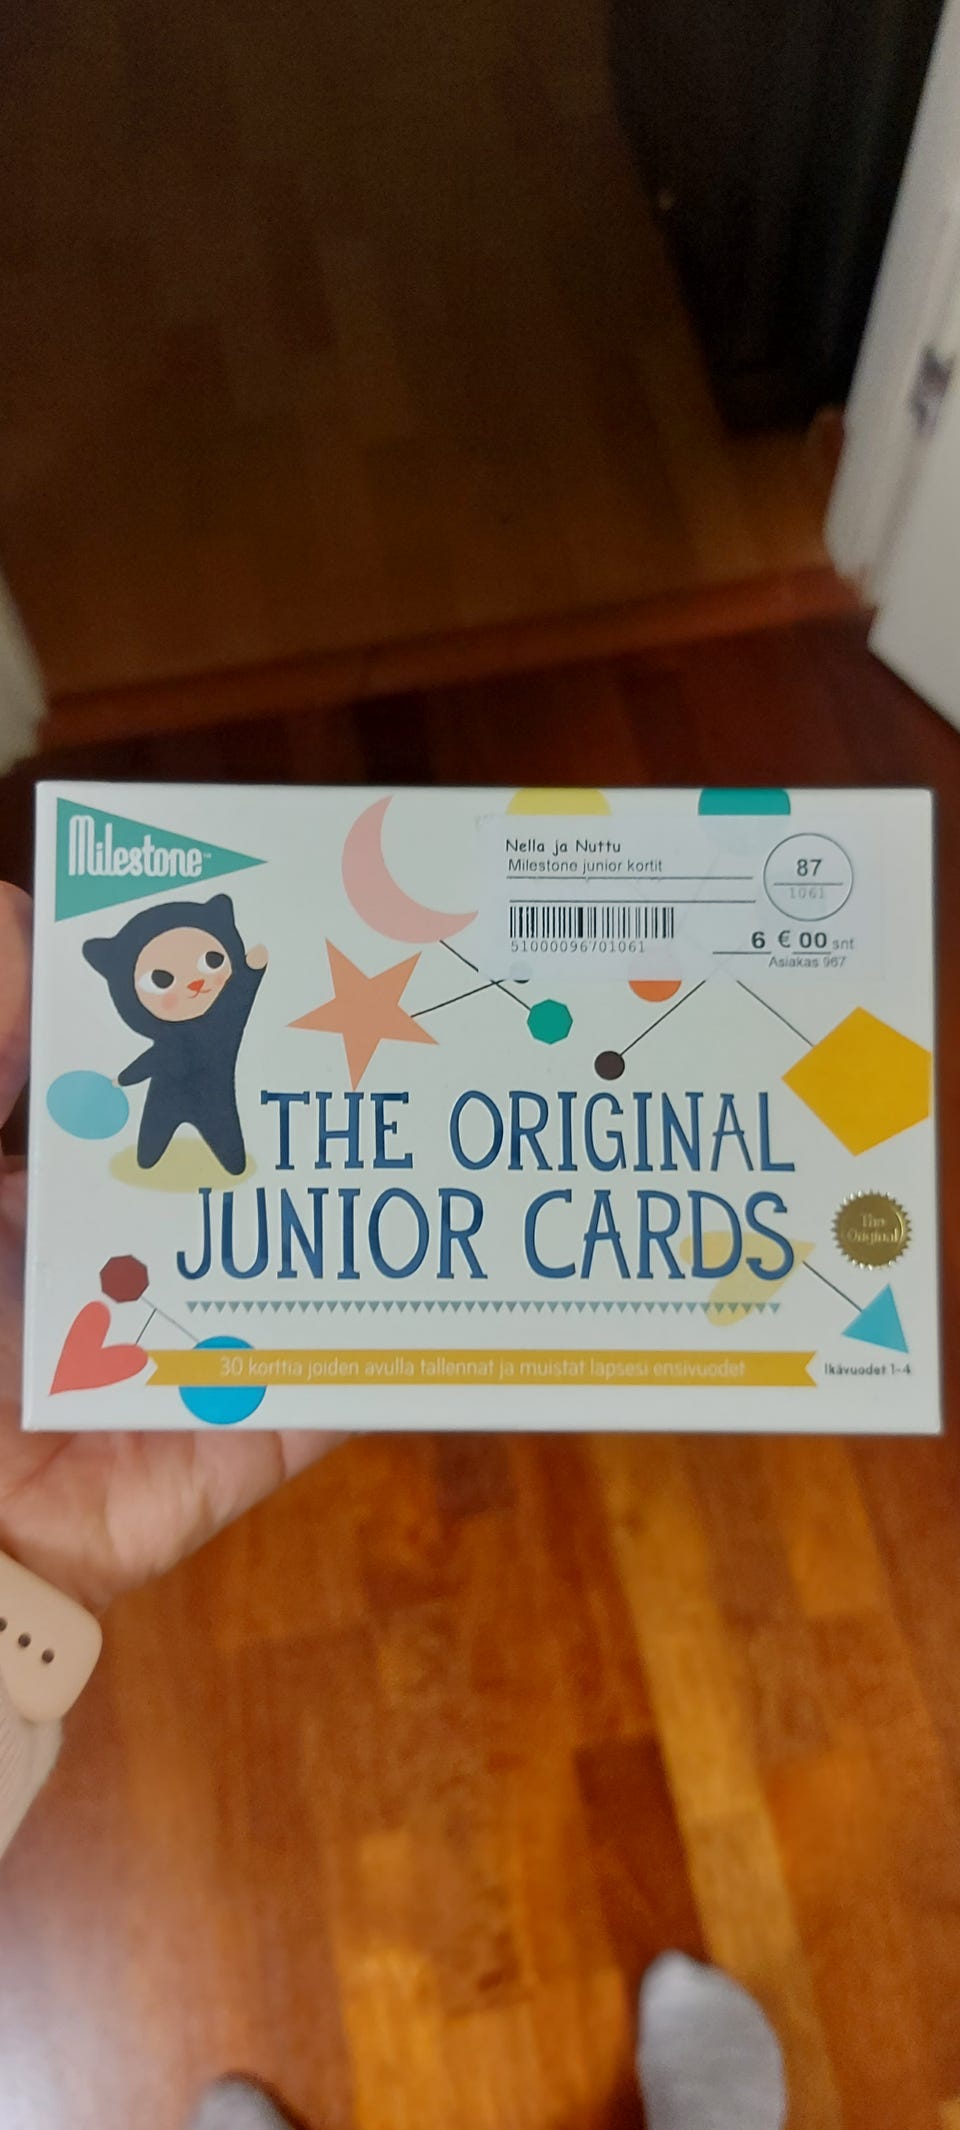 Milestone™
Nella ja Nuttu
Milestone junior kortit
87
1061
51000096701061
6 € 00 snt
Asiakas 967
THE ORIGINAL
JUNIOR CARDS
The
Original
30 korttia joiden avulla tallennat ja muistat lapsesi ensivuodet
Ikävuodet 1-4